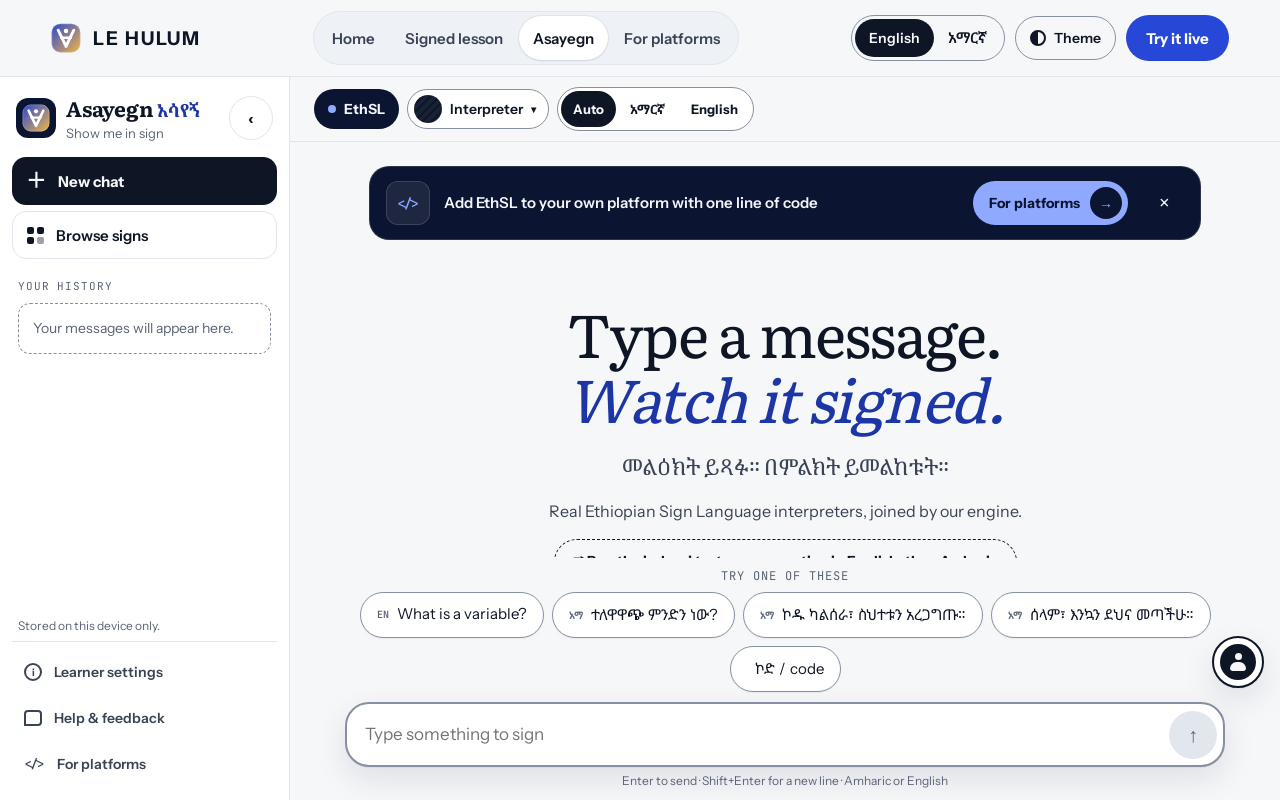 LE HULUM
Home
Signed lesson
Asayegn
For platforms
English
አማርኛ
Theme
Try it live
Asayegn አሳየኝ
Show me in sign
‹
New chat
Browse signs
YOUR HISTORY
Your messages will appear here.
Stored on this device only.
Learner settings
Help & feedback
</> For platforms
EthSL
Interpreter ▾
Auto
አማርኛ
English
</>
Add EthSL to your own platform with one line of code
For platforms →
✕
Type a message.
Watch it signed.
መልዕክት ይጻፉ። በምልክት ይመልከቱት።
Real Ethiopian Sign Language interpreters, joined by our engine.
TRY ONE OF THESE
EN What is a variable?
አማ ተለዋዋጭ ምንድን ነው?
አማ ኮዱ ካልሰራ፣ ስህተቱን አረጋግጡ።
አማ ሰላም፣ እንኳን ደህና መጣችሁ።
ኮድ / code
Type something to sign
↑
Enter to send · Shift+Enter for a new line · Amharic or English